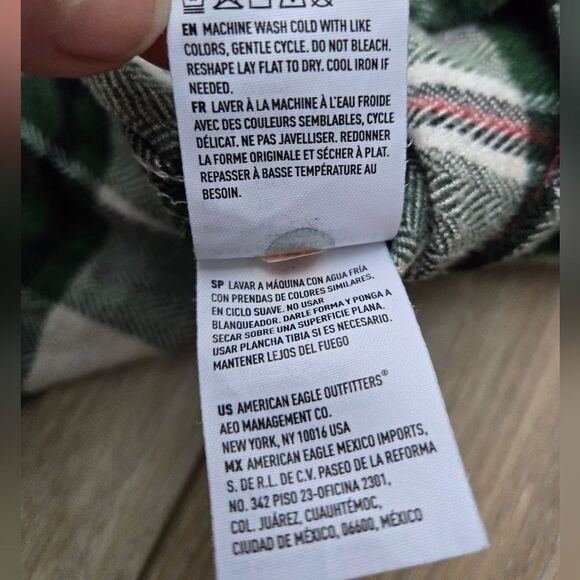 EN MACHINE WASH COLD WITH LIKE
COLORS, GENTLE CYCLE. DO NOT BLEACH.
RESHAPE LAY FLAT TO DRY. COOL IRON IF
NEEDED.
FR LAVER À LA MACHINE À L'EAU FROIDE
AVEC DES COULEURS SEMBLABLES, CYCLE
DÉLICAT. NE PAS JAVELLISER. REDONNER
LA FORME ORIGINALE ET SÉCHER À PLAT.
REPASSER À BASSE TEMPÉRATURE AU
BESOIN.
SP LAVAR A MÁQUINA CON AGUA FRÍA
CON PRENDAS DE COLORES SIMILARES,
EN CICLO SUAVE. NO USAR
BLANQUEADOR. DARLE FORMA Y PONGA A
SECAR SOBRE UNA SUPERFICIE PLANA.
USAR PLANCHA TIBIA SI ES NECESARIO.
MANTENER LEJOS DEL FUEGO
US AMERICAN EAGLE OUTFITTERS®
AEO MANAGEMENT CO.
NEW YORK, NY 10016 USA
MX AMERICAN EAGLE MEXICO IMPORTS,
S. DE R.L. DE C.V. PASEO DE LA REFORMA
NO. 342 PISO 23-OFICINA 2301,
COL. JUÁREZ, CUAUHTÉMOC,
CIUDAD DE MÉXICO, 06600, MÉXICO